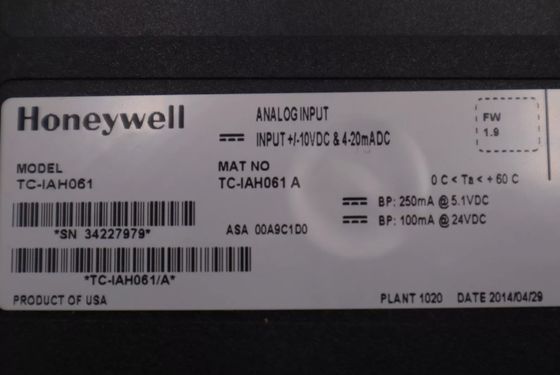 Honeywell
ANALOG INPUT
INPUT +/-10VDC & 4-20mADC
FW
1.9
MODEL
TC-IAH061
MAT NO
TC-IAH061 A
0 C < Ta < + 60 C
BP: 250mA @ 5.1VDC
BP: 100mA @ 24VDC
*SN 34227979*
ASA 00A9C1D0
*TC-IAH061/A*
PRODUCT OF USA
PLANT 1020 DATE 2014/04/29